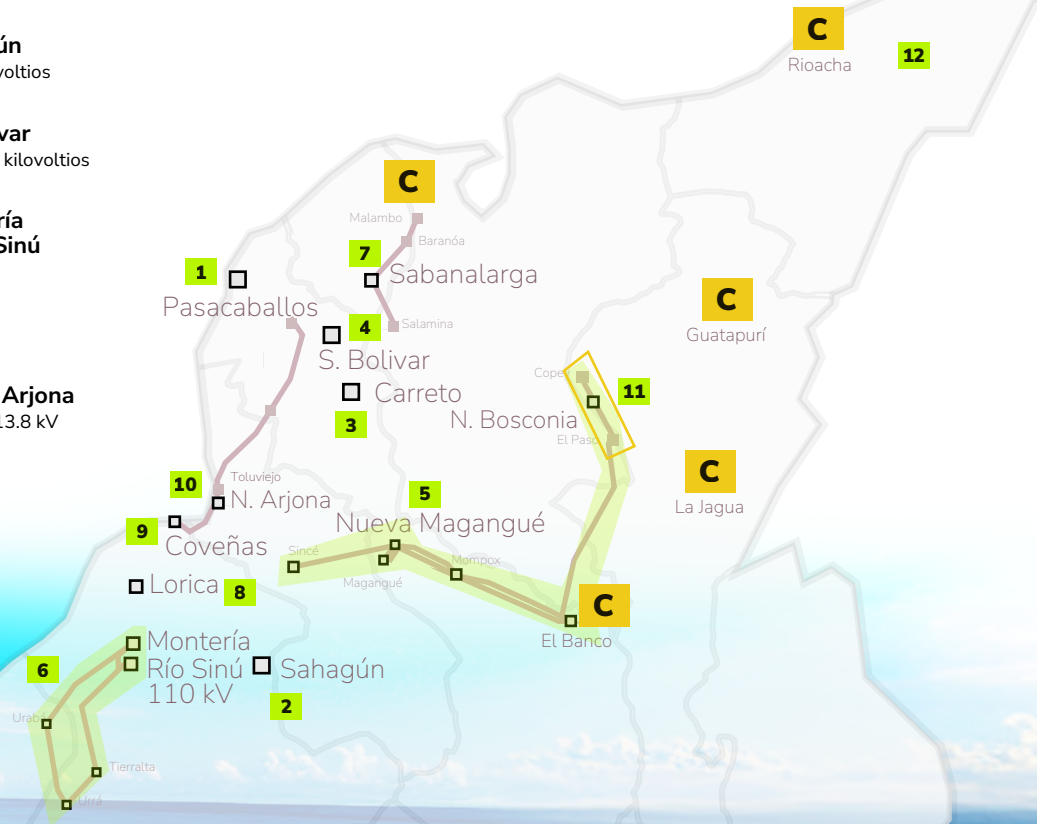 ún
voltios
var
kilovoltios
ría
Sinú
Arjona
13.8 kV
C
Rioacha
12
C
Malambo
Baranóa
7
Sabanalarga
1
Pasacaballos
Salamina
4
S. Bolivar
Carreto
3
C
Guatapurí
Copey
11
N. Bosconia
El Paso
C
La Jagua
Toluviejo
10
N. Arjona
5
Nueva Magangué
9
Coveñas
Sincé
Magangué
Mompox
Lorica
8
C
El Banco
Montería
Río Sinú
110 kV
6
Sahagún
2
Urabá
Tierralta
Urrá